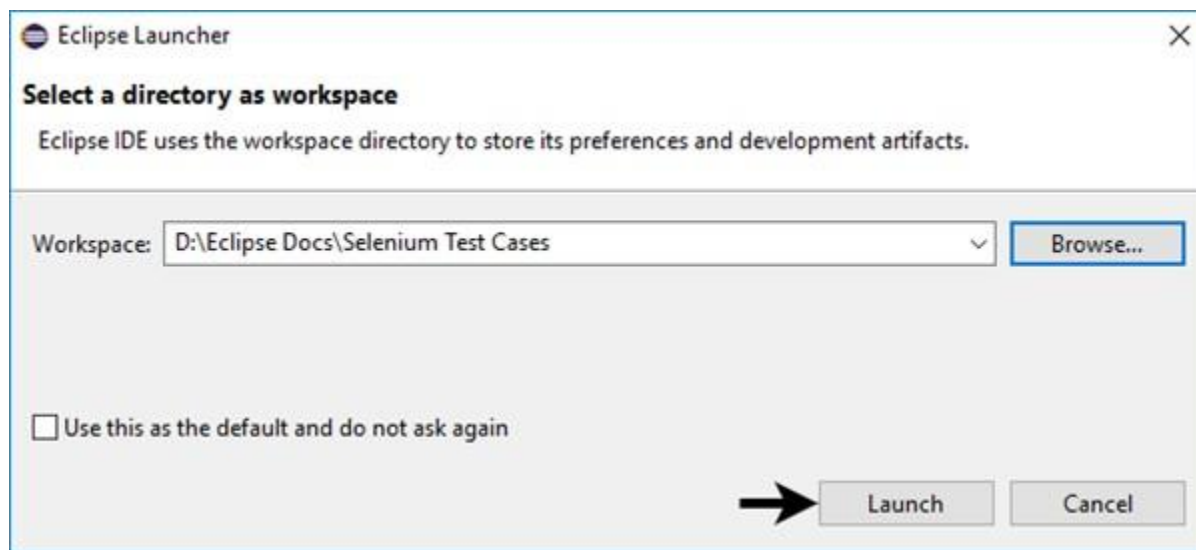 Eclipse Launcher
Select a directory as workspace
Eclipse IDE uses the workspace directory to store its preferences and development artifacts.
Workspace: D:\Eclipse Docs\Selenium Test Cases Browse...
Use this as the default and do not ask again
Launch Cancel